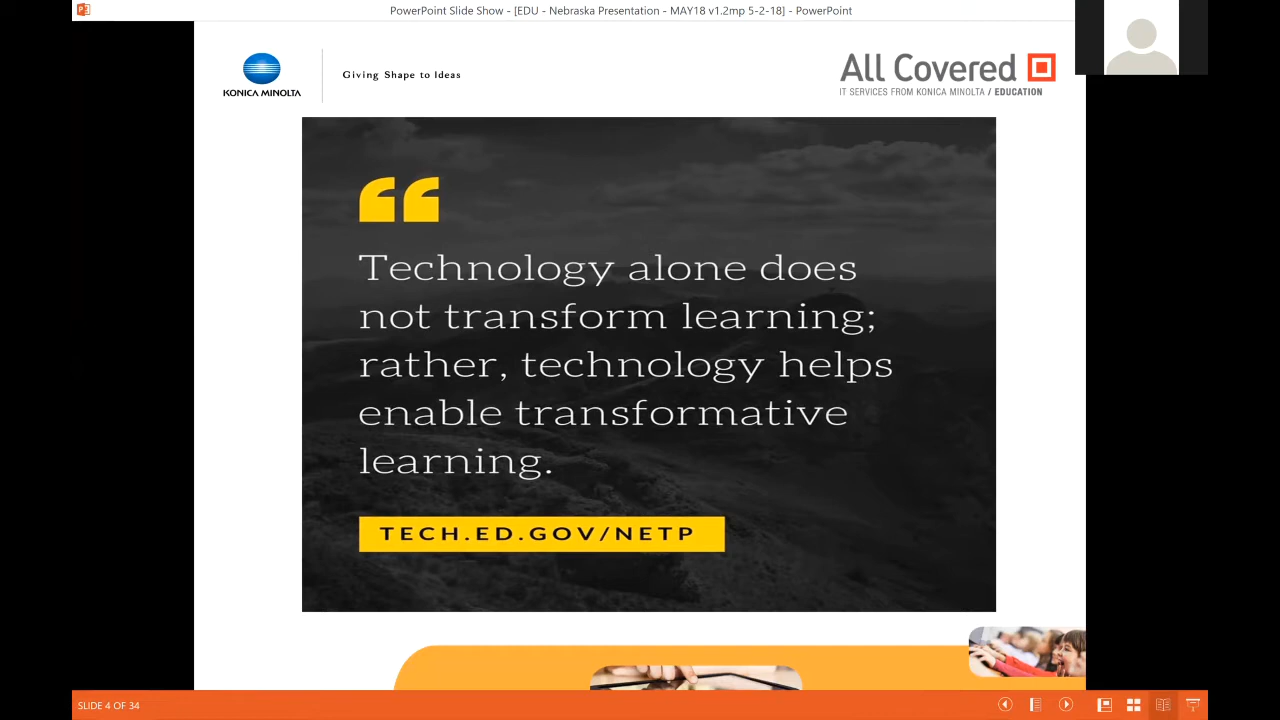 PowerPoint Slide Show - [EDU - Nebraska Presentation - MAY18 v1.2mp 5-2-18] - PowerPoint
KONICA MINOLTA
Giving Shape to Ideas
All Covered
IT SERVICES FROM KONICA MINOLTA / EDUCATION
“
Technology alone does
not transform learning;
rather, technology helps
enable transformative
learning.
TECH.ED.GOV/NETP
SLIDE 4 OF 34